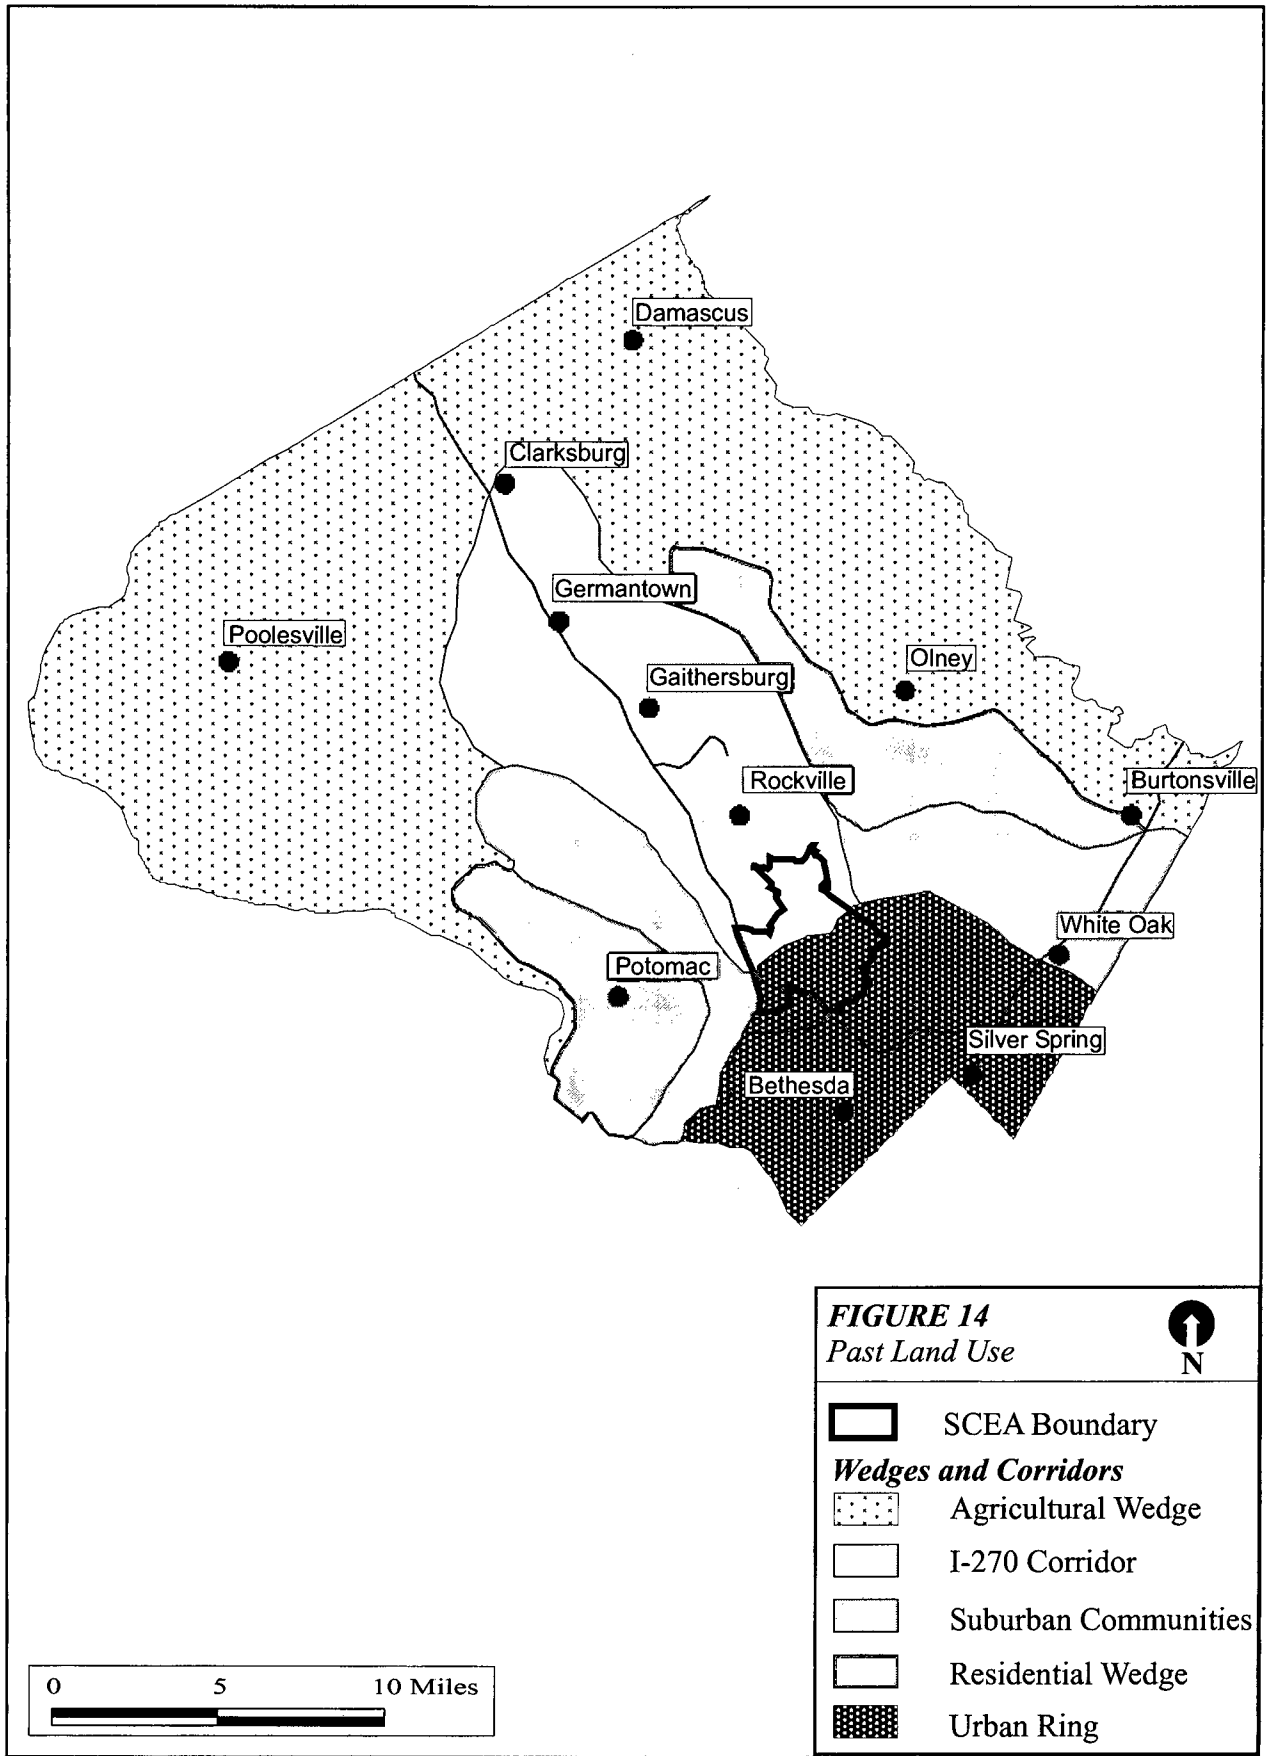 Damascus
Clarksburg
Germantown
Poolesville
Olney
Gaithersburg
Rockville
Burtonsville
White Oak
Potomac
Silver Spring
Bethesda
FIGURE 14
Past Land Use
N
SCEA Boundary
Wedges and Corridors
Agricultural Wedge
I-270 Corridor
Suburban Communities
Residential Wedge
Urban Ring
0 5 10 Miles